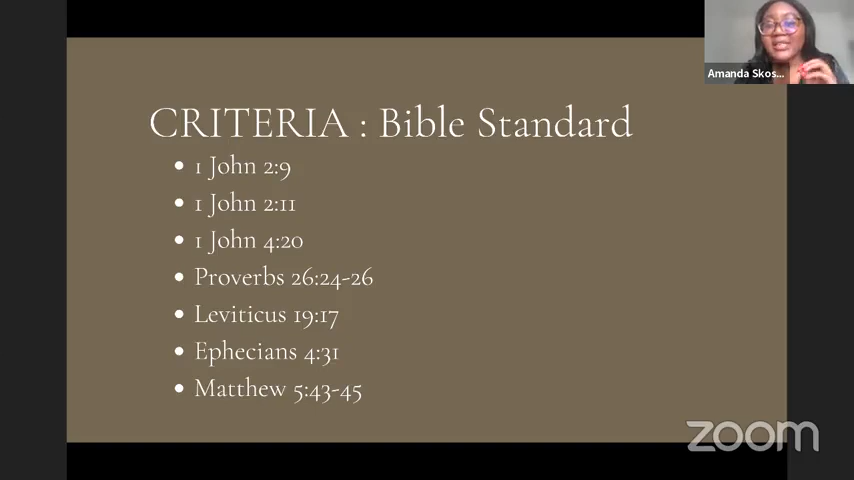 Amanda Skos...
CRITERIA : Bible Standard
• 1 John 2:9
• 1 John 2:11
• 1 John 4:20
• Proverbs 26:24-26
• Leviticus 19:17
• Ephecians 4:31
• Matthew 5:43-45
zoom